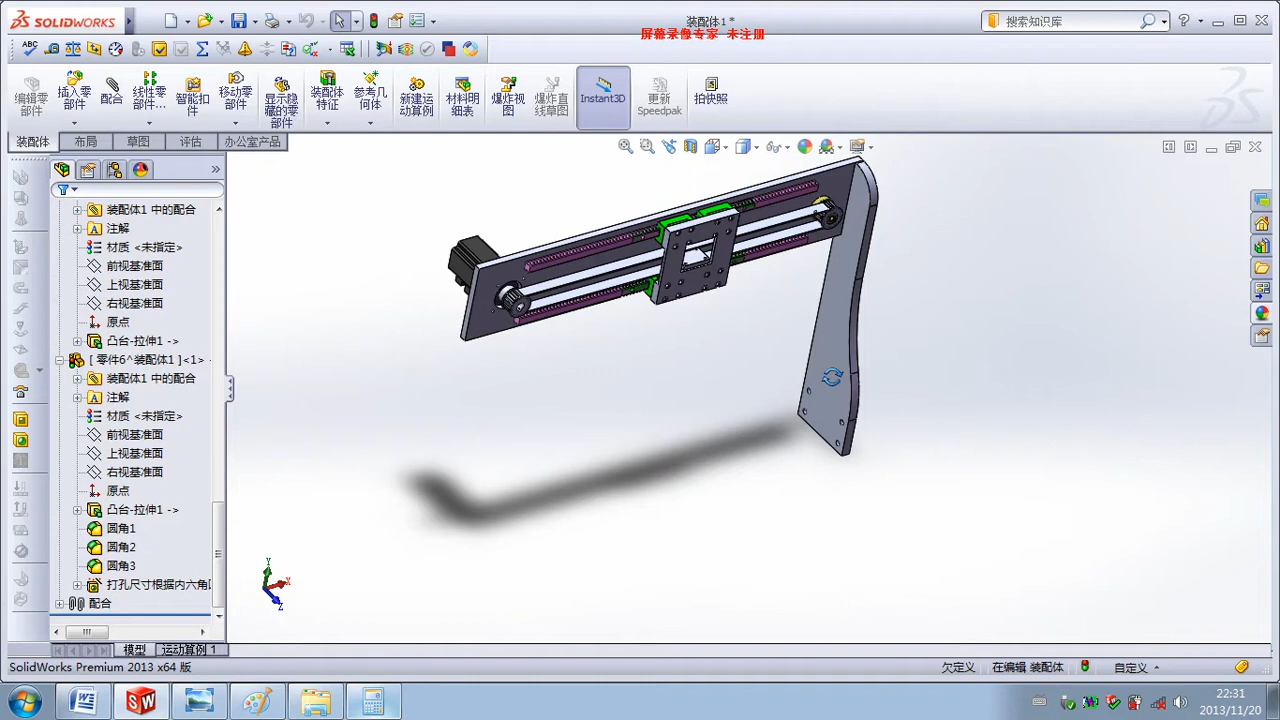 SOLIDWORKS
装配体1 *
搜索知识库
屏幕录像专家 未注册
编辑零部件
插入零部件
配合
线性零部件...
智能扣件
移动零部件
显示隐藏的零部件
装配体特征
参考几何体
新建运动算例
材料明细表
爆炸视图
爆炸直线草图
Instant3D
更新Speedpak
拍快照
装配体 布局 草图 评估 办公室产品
装配体1 中的配合
注解
材质 <未指定>
前视基准面
上视基准面
右视基准面
原点
凸台-拉伸1 ->
[ 零件6^装配体1 ]<1>
装配体1 中的配合
注解
材质 <未指定>
前视基准面
上视基准面
右视基准面
原点
凸台-拉伸1 ->
圆角1
圆角2
圆角3
打孔尺寸根据内六角
配合
Y
X
Z
模型 运动算例 1
SolidWorks Premium 2013 x64 版
欠定义 在编辑 装配体 自定义
22:31
2013/11/20